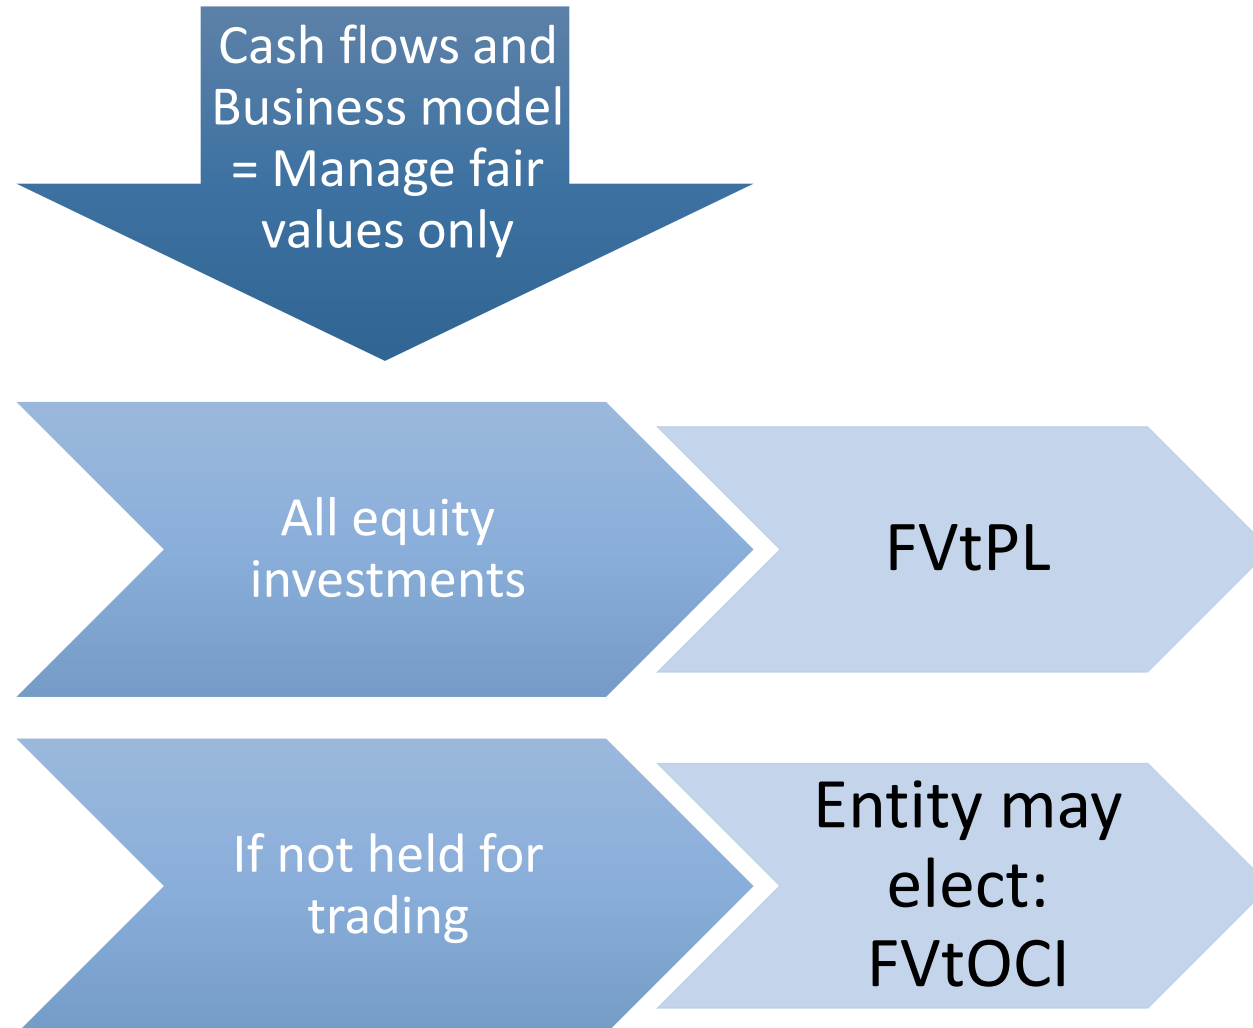 Cash flows and
Business model
= Manage fair
values only
All equity
investments
FVtPL
If not held for
trading
Entity may
elect:
FVtOCI